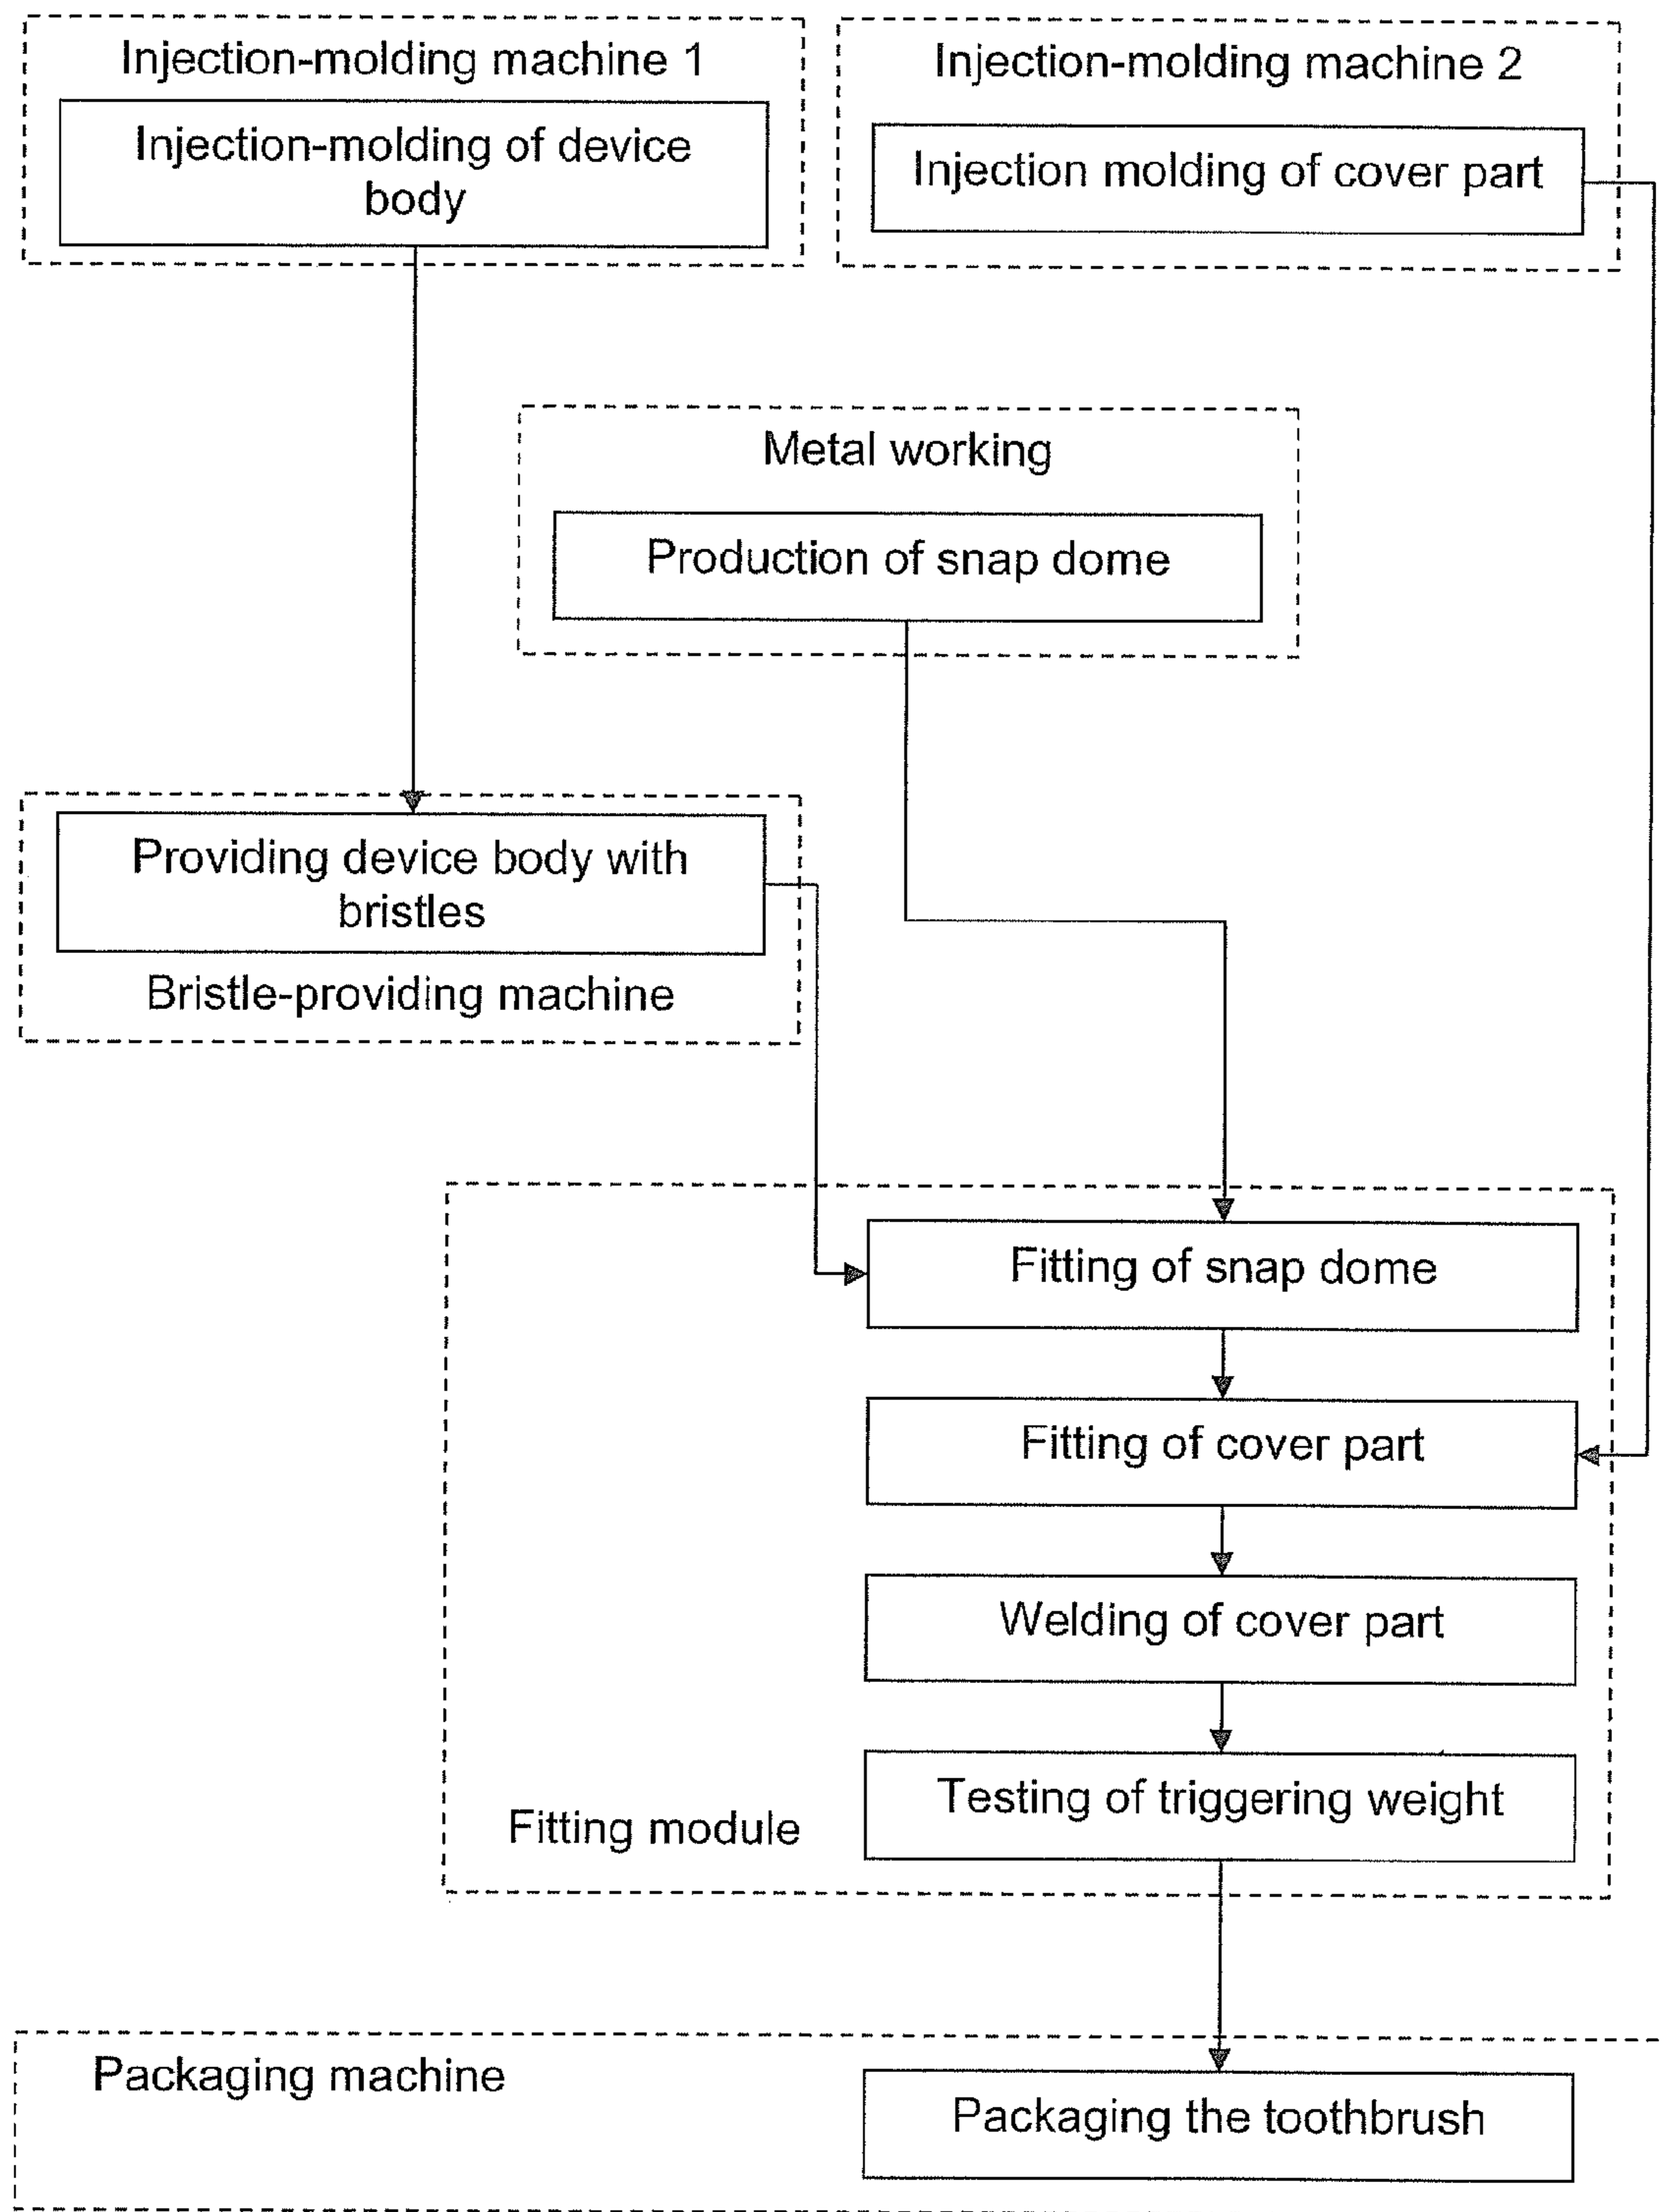 Injection-molding machine 1
Injection-molding of device
body
Injection-molding machine 2
Injection molding of cover part
Metal working
Production of snap dome
Providing device body with
bristles
Bristle-providing machine
Fitting of snap dome
Fitting of cover part
Welding of cover part
Testing of triggering weight
Fitting module
Packaging machine
Packaging the toothbrush